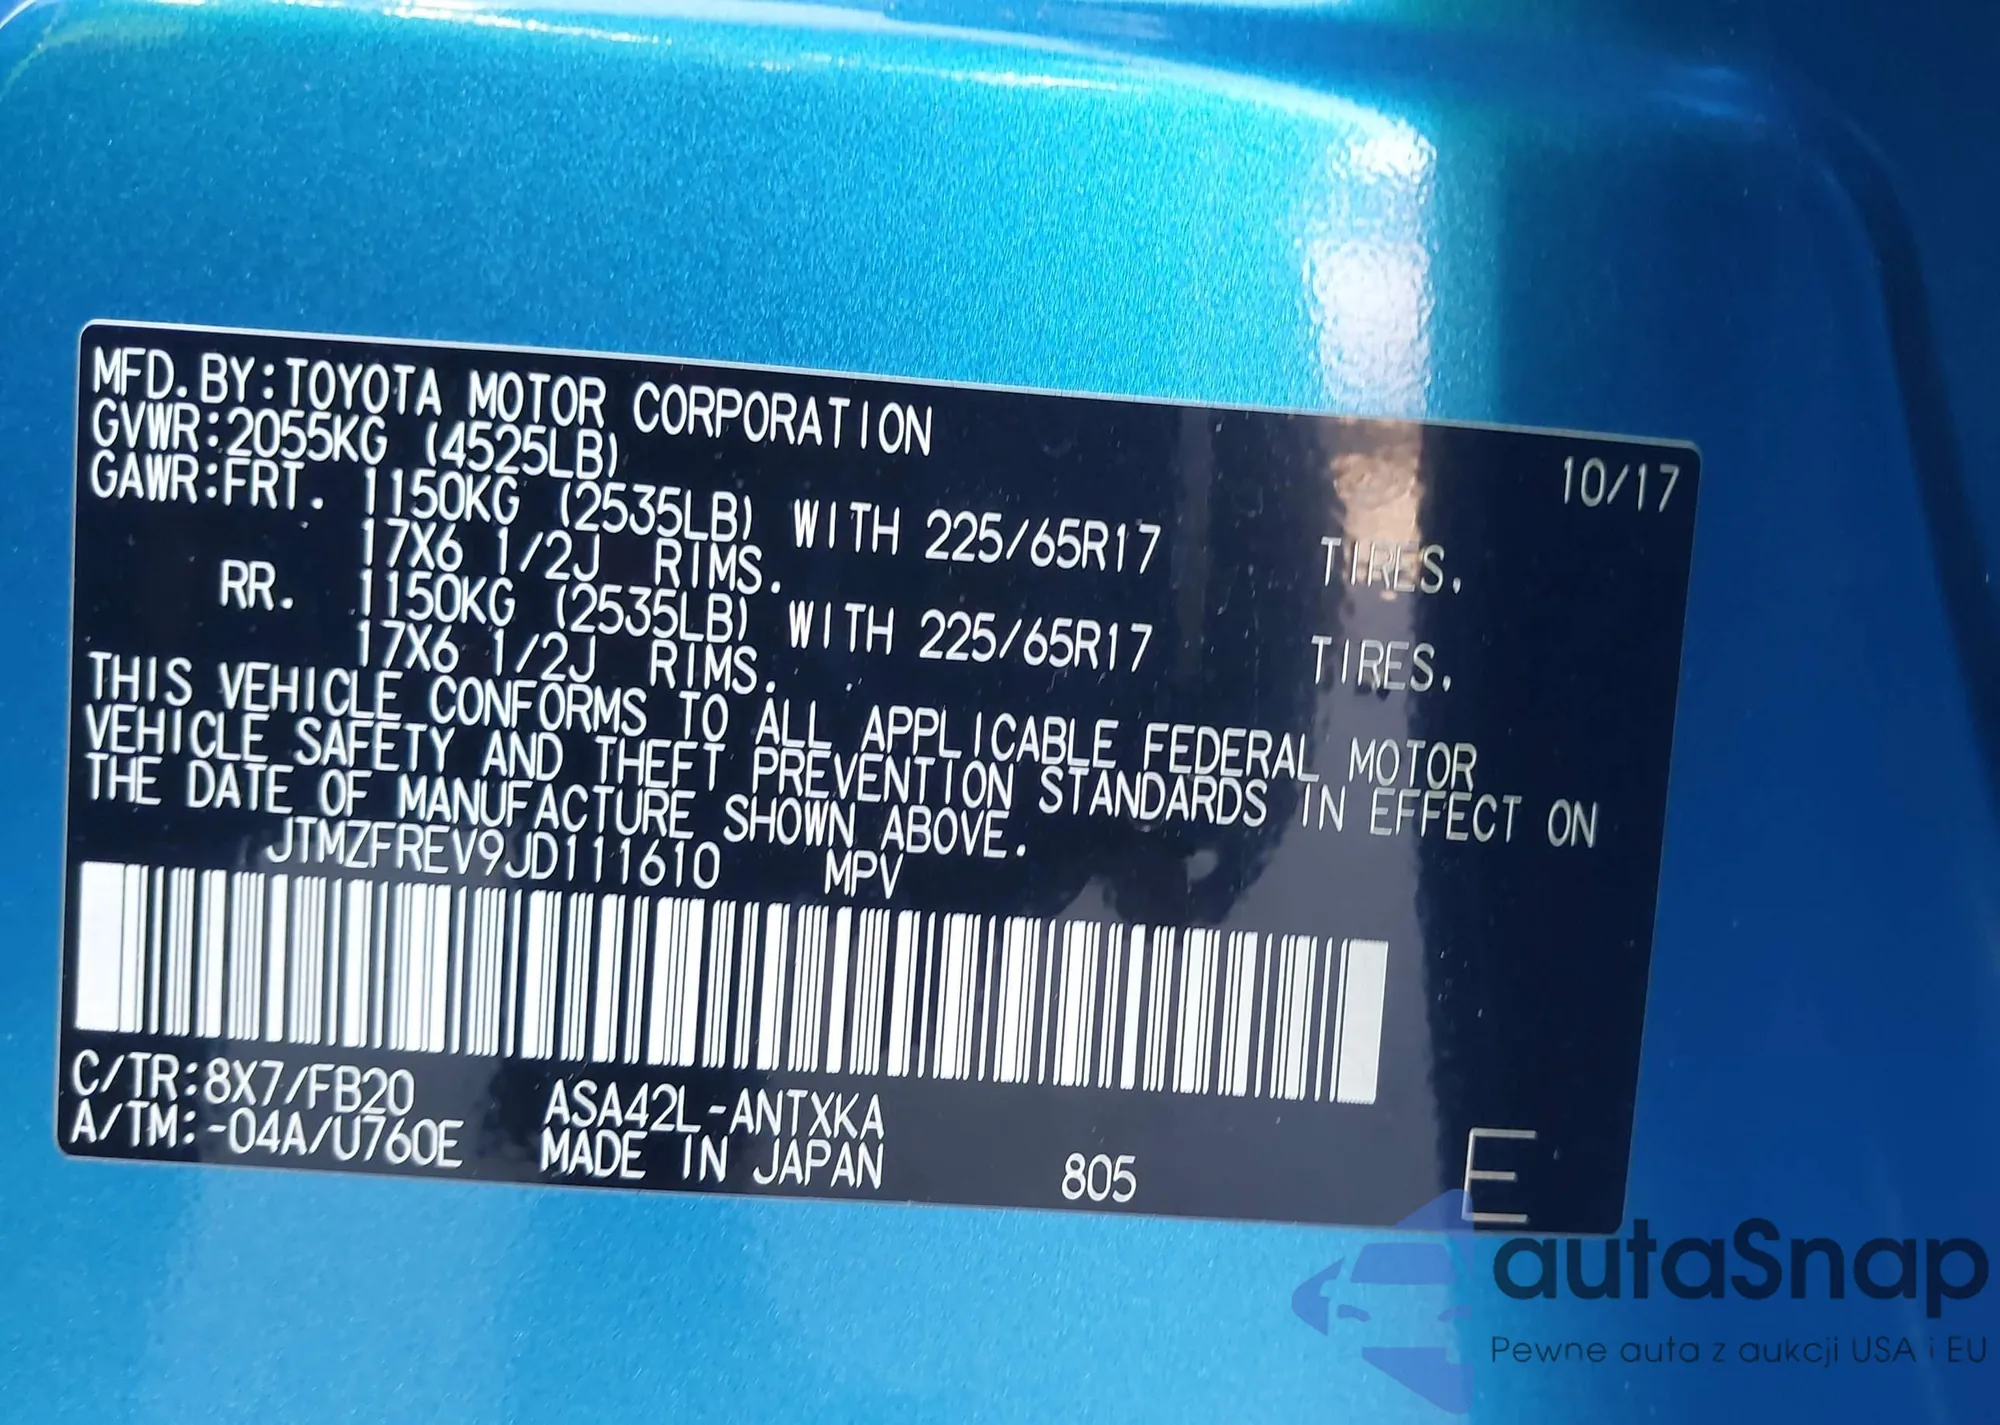 MFD.BY:TOYOTA MOTOR CORPORATION 10/17
GVWR:2055KG (4525LB)
GAWR:FRT. 1150KG (2535LB) WITH 225/65R17 TIRES.
17X6 1/2J RIMS.
RR. 1150KG (2535LB) WITH 225/65R17 TIRES.
17X6 1/2J RIMS.
THIS VEHICLE CONFORMS TO ALL APPLICABLE FEDERAL MOTOR
VEHICLE SAFETY AND THEFT PREVENTION STANDARDS IN EFFECT ON
THE DATE OF MANUFACTURE SHOWN ABOVE.
JTMZFREV9JD111610 MPV
C/TR:8X7/FB20 ASA42L-ANTXKA
A/TM:-04A/U760E MADE IN JAPAN 805 E
autaSnap
Pewne auta z aukcji USA i EU